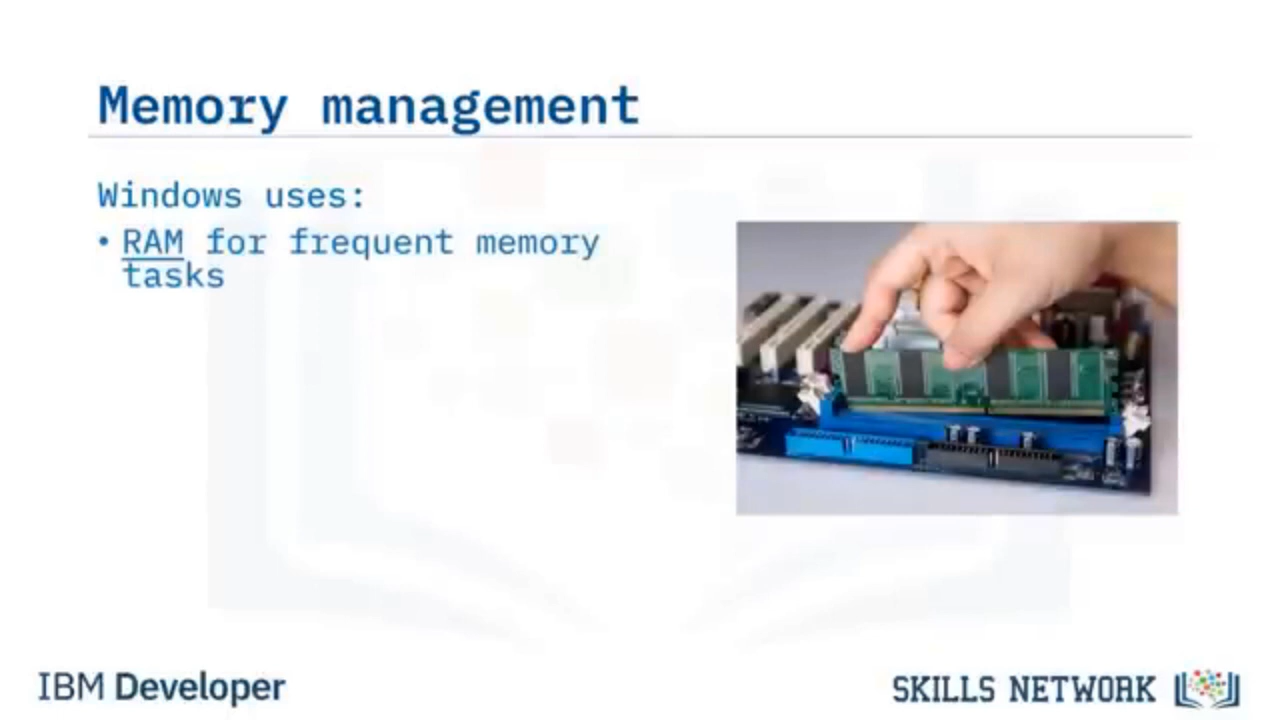 Memory management
Windows uses:
• RAM for frequent memory
tasks
IBM Developer
SKILLS NETWORK